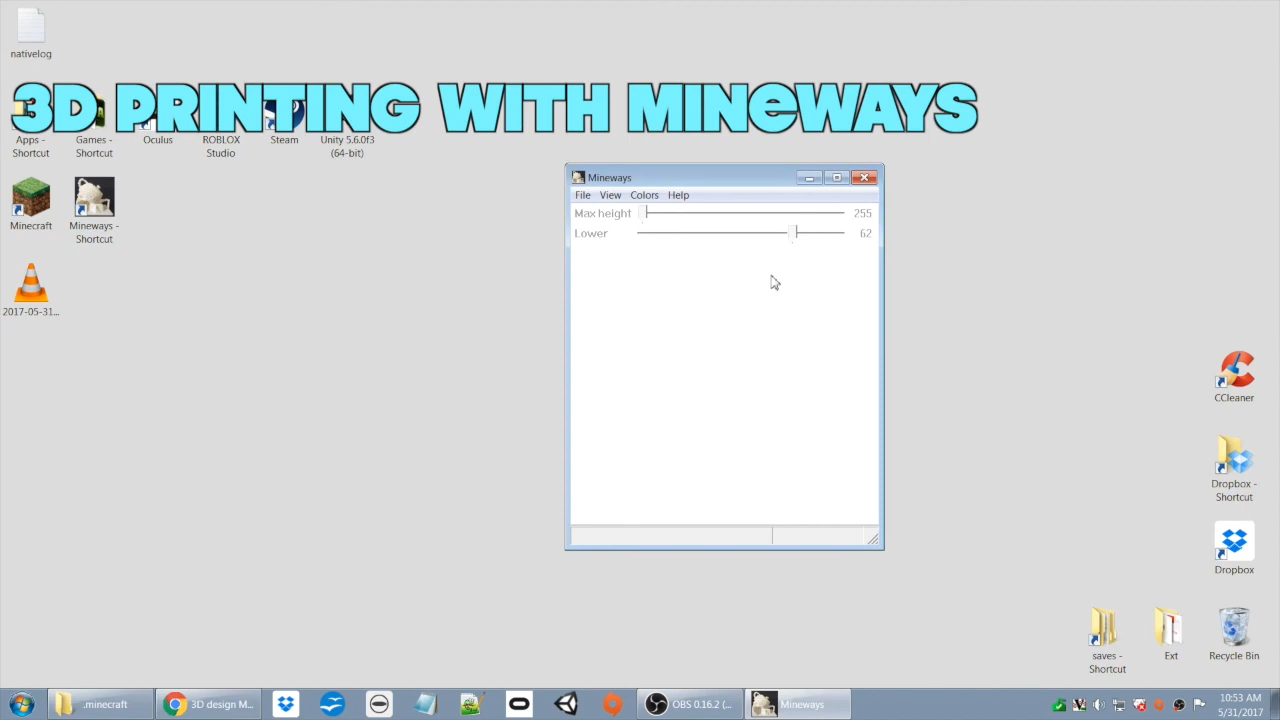 nativelog
3D PRINTING WITH MINEWAYS
Apps - Shortcut
Games - Shortcut
Oculus
ROBLOX Studio
Steam
Unity 5.6.0f3 (64-bit)
Minecraft
Mineways - Shortcut
2017-05-31...
Mineways
File View Colors Help
Max height 255
Lower 62
CCleaner
Dropbox - Shortcut
Dropbox
saves - Shortcut
Ext
Recycle Bin
.minecraft
3D design M...
OBS 0.16.2 (...
Mineways
10:53 AM
5/31/2017